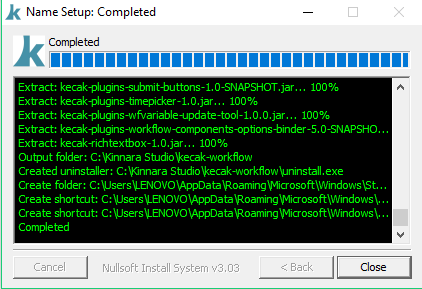 Name Setup: Completed
Completed
Extract: kecak-plugins-submit-buttons-1.0-SNAPSHOT.jar... 100%
Extract: kecak-plugins-timepicker-1.0.jar... 100%
Extract: kecak-plugins-wfvariable-update-tool-1.0.0.jar... 100%
Extract: kecak-plugins-workflow-components-options-binder-5.0-SNAPSHO...
Extract: kecak-richtextbox-1.0.jar... 100%
Output folder: C:\Kinnara Studio\kecak-workflow
Created uninstaller: C:\Kinnara Studio\kecak-workflow\uninstall.exe
Create folder: C:\Users\LENOVO\AppData\Roaming\Microsoft\Windows\St...
Create shortcut: C:\Users\LENOVO\AppData\Roaming\Microsoft\Windows\...
Create shortcut: C:\Users\LENOVO\AppData\Roaming\Microsoft\Windows\...
Completed
Cancel
Nullsoft Install System v3.03
< Back
Close